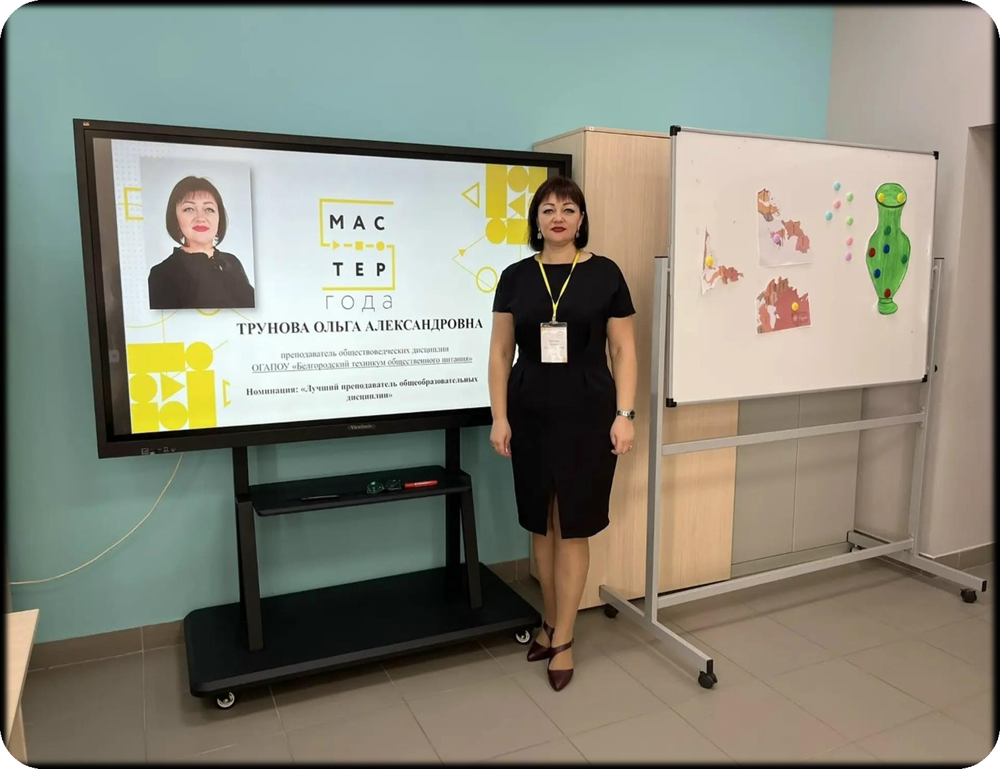 МАС
ТЕР
года
ТРУНОВА ОЛЬГА АЛЕКСАНДРОВНА
преподаватель обществоведческих дисциплин
ОГАПОУ «Белгородский техникум общественного питания»
Номинация: «Лучший преподаватель общеобразовательных
дисциплин»
ViewSonic